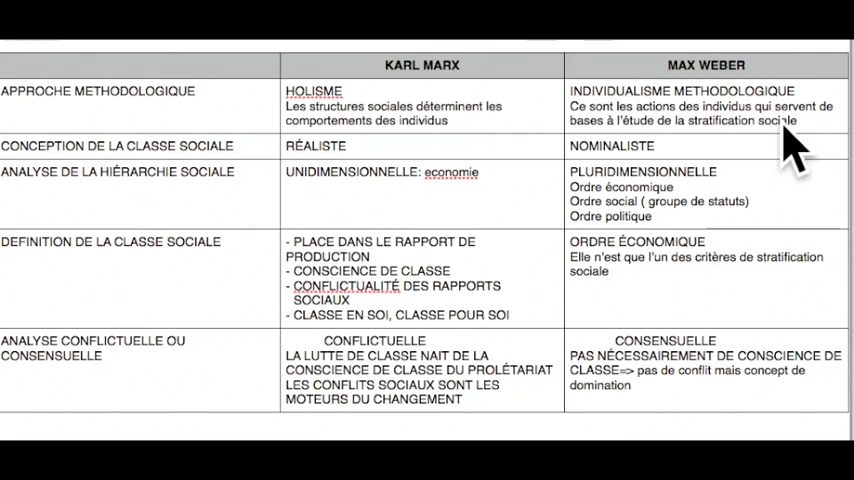 KARL MARX
MAX WEBER
APPROCHE METHODOLOGIQUE
HOLISME
Les structures sociales déterminent les
comportements des individus
INDIVIDUALISME METHODOLOGIQUE
Ce sont les actions des individus qui servent de
bases à l'étude de la stratification sociale
CONCEPTION DE LA CLASSE SOCIALE
RÉALISTE
NOMINALISTE
ANALYSE DE LA HIÉRARCHIE SOCIALE
UNIDIMENSIONNELLE: economie
PLURIDIMENSIONNELLE
Ordre économique
Ordre social ( groupe de statuts)
Ordre politique
DEFINITION DE LA CLASSE SOCIALE
- PLACE DANS LE RAPPORT DE
PRODUCTION
- CONSCIENCE DE CLASSE
- CONFLICTUALITÉ DES RAPPORTS
SOCIAUX
- CLASSE EN SOI, CLASSE POUR SOI
ORDRE ÉCONOMIQUE
Elle n'est que l'un des critères de stratification
sociale
ANALYSE CONFLICTUELLE OU
CONSENSUELLE
CONFLICTUELLE
LA LUTTE DE CLASSE NAIT DE LA
CONSCIENCE DE CLASSE DU PROLÉTARIAT
LES CONFLITS SOCIAUX SONT LES
MOTEURS DU CHANGEMENT
CONSENSUELLE
PAS NÉCESSAIREMENT DE CONSCIENCE DE
CLASSE=> pas de conflit mais concept de
domination